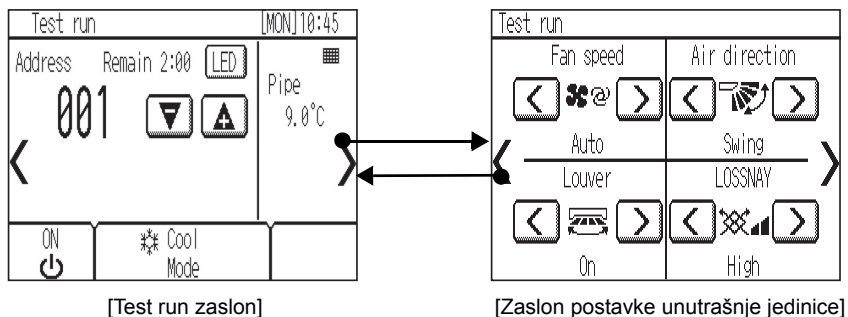 Test run [MON]10:45
Address Remain 2:00 LED
001
Pipe
9.0°C
ON
Cool
Mode
[Test run zaslon]
Test run
Fan speed Air direction
Auto Swing
Louver LOSSNAY
On High
[Zaslon postavke unutrašnje jedinice]